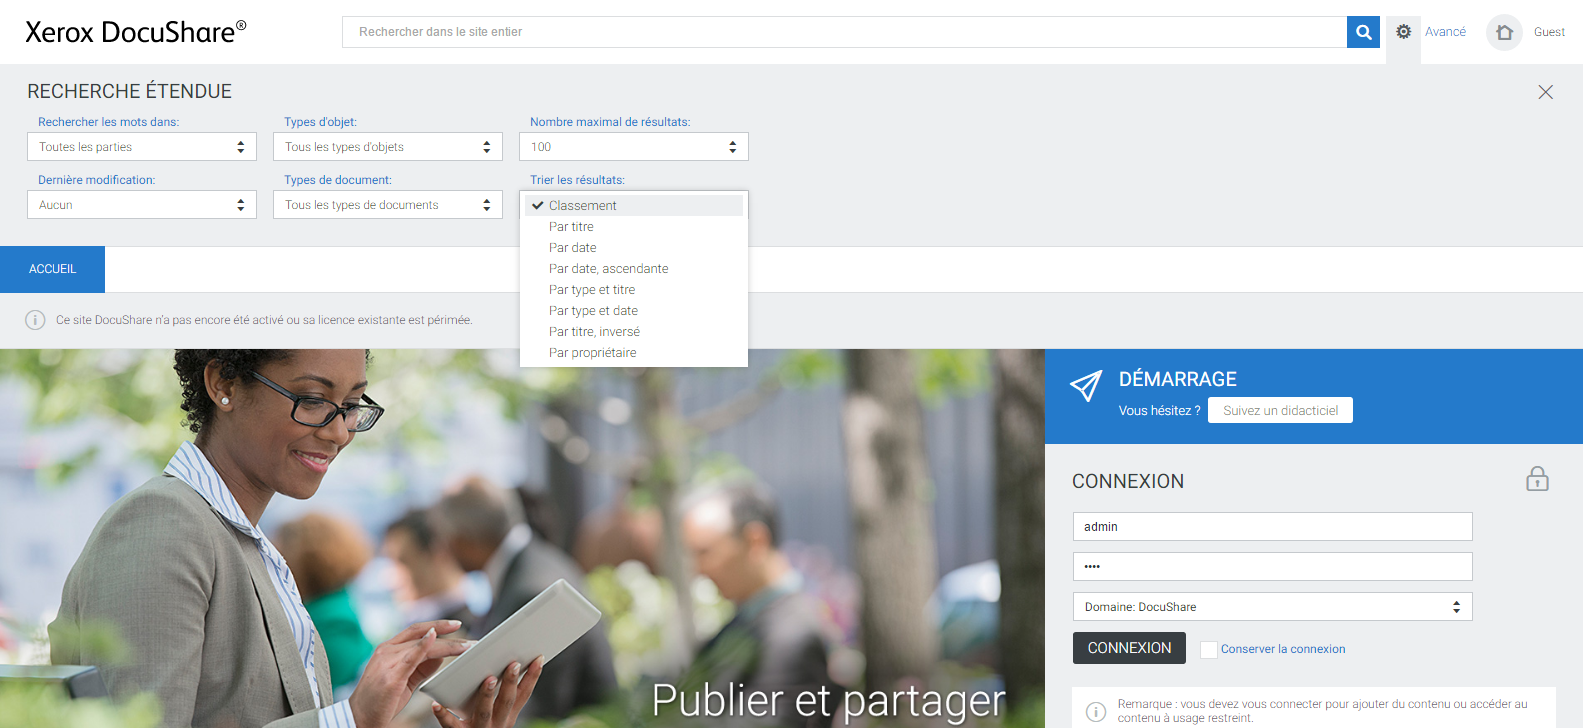 Xerox DocuShare®
Rechercher dans le site entier
Avancé
Guest
RECHERCHE ÉTENDUE
Rechercher les mots dans:
Types d'objet:
Nombre maximal de résultats:
Toutes les parties
Tous les types d'objets
100
Dernière modification:
Types de document:
Trier les résultats:
Aucun
Tous les types de documents
Classement
Par titre
Par date
Par date, ascendante
Par type et titre
Par type et date
Par titre, inversé
Par propriétaire
ACCUEIL
Ce site DocuShare n'a pas encore été activé ou sa licence existante est périmée.
DÉMARRAGE
Vous hésitez ?
Suivez un didacticiel
CONNEXION
admin
••••
Domaine: DocuShare
CONNEXION
Conserver la connexion
Publier et partager
Remarque : vous devez vous connecter pour ajouter du contenu ou accéder au
contenu à usage restreint.